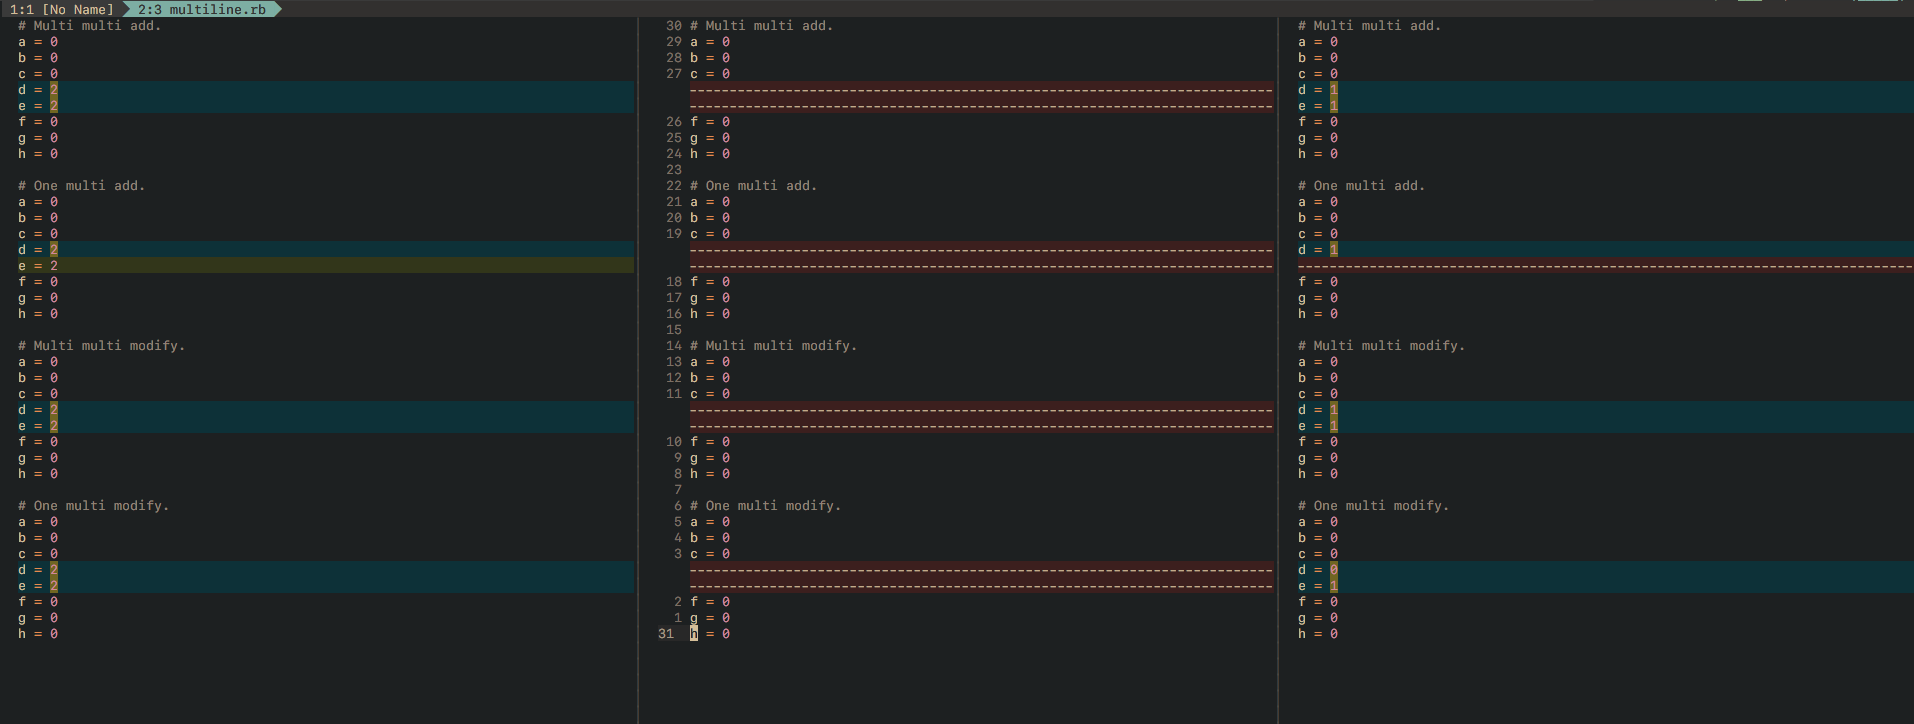 1:1 [No Name] 2:3 multiline.rb
# Multi multi add.
a = 0
b = 0
c = 0
d = 2
e = 2
f = 0
g = 0
h = 0
# One multi add.
a = 0
b = 0
c = 0
d = 2
e = 2
f = 0
g = 0
h = 0
# Multi multi modify.
a = 0
b = 0
c = 0
d = 2
e = 2
f = 0
g = 0
h = 0
# One multi modify.
a = 0
b = 0
c = 0
d = 2
e = 2
f = 0
g = 0
h = 0
30 # Multi multi add.
29 a = 0
28 b = 0
27 c = 0
26 f = 0
25 g = 0
24 h = 0
23
22 # One multi add.
21 a = 0
20 b = 0
19 c = 0
18 f = 0
17 g = 0
16 h = 0
15
14 # Multi multi modify.
13 a = 0
12 b = 0
11 c = 0
10 f = 0
9 g = 0
8 h = 0
7
6 # One multi modify.
5 a = 0
4 b = 0
3 c = 0
2 f = 0
1 g = 0
31 h = 0
# Multi multi add.
a = 0
b = 0
c = 0
d = 1
e = 1
f = 0
g = 0
h = 0
# One multi add.
a = 0
b = 0
c = 0
d = 1
f = 0
g = 0
h = 0
# Multi multi modify.
a = 0
b = 0
c = 0
d = 1
e = 1
f = 0
g = 0
h = 0
# One multi modify.
a = 0
b = 0
c = 0
d = 0
e = 1
f = 0
g = 0
h = 0